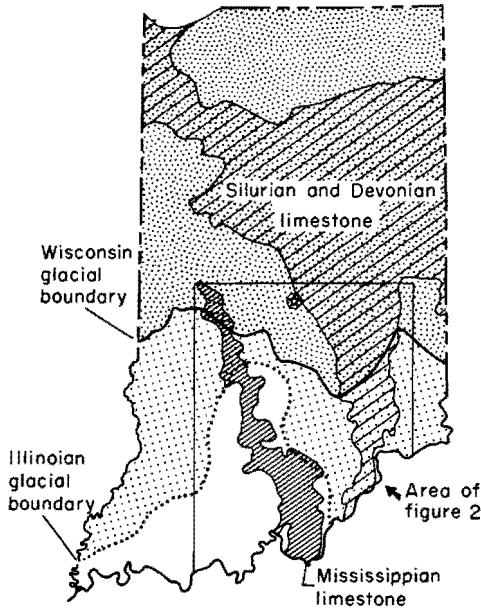 Silurian and Devonian
limestone
Wisconsin
glacial
boundary
Illinoian
glacial
boundary
Area of
figure 2
Mississippian
limestone